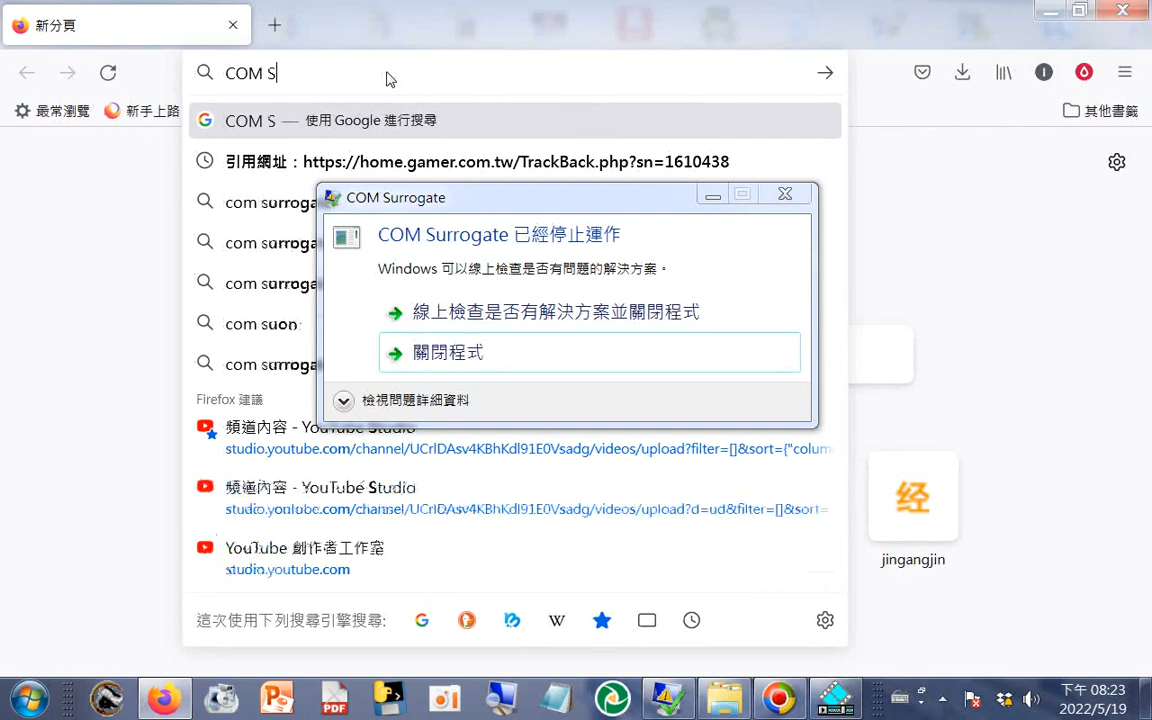 新分頁
COM S
最常瀏覽
新手上路
其他書籤
COM S — 使用 Google 進行搜尋
引用網址：https://home.gamer.com.tw/TrackBack.php?sn=1610438
com surroga
com surroga
com surroga
com suon
com surroga
COM Surrogate
COM Surrogate 已經停止運作
Windows 可以線上檢查是否有問題的解決方案。
線上檢查是否有解決方案並關閉程式
關閉程式
檢視問題詳細資料
Firefox 建議
頻道內容 - YouTube Studio
studio.youtube.com/channel/UCrlDAsv4KBhKdl91E0Vsadg/videos/upload?filter=[]&sort={"colum
頻道內容 - YouTube Studio
studio.youtube.com/channel/UCrlDAsv4KBhKdl91E0Vsadg/videos/upload?d=ud&filter=[]&sort=
YouTube 創作者工作室
studio.youtube.com
经
jingangjin
這次使用下列搜尋引擎搜尋:
W
PDF
下午 08:23
2022/5/19